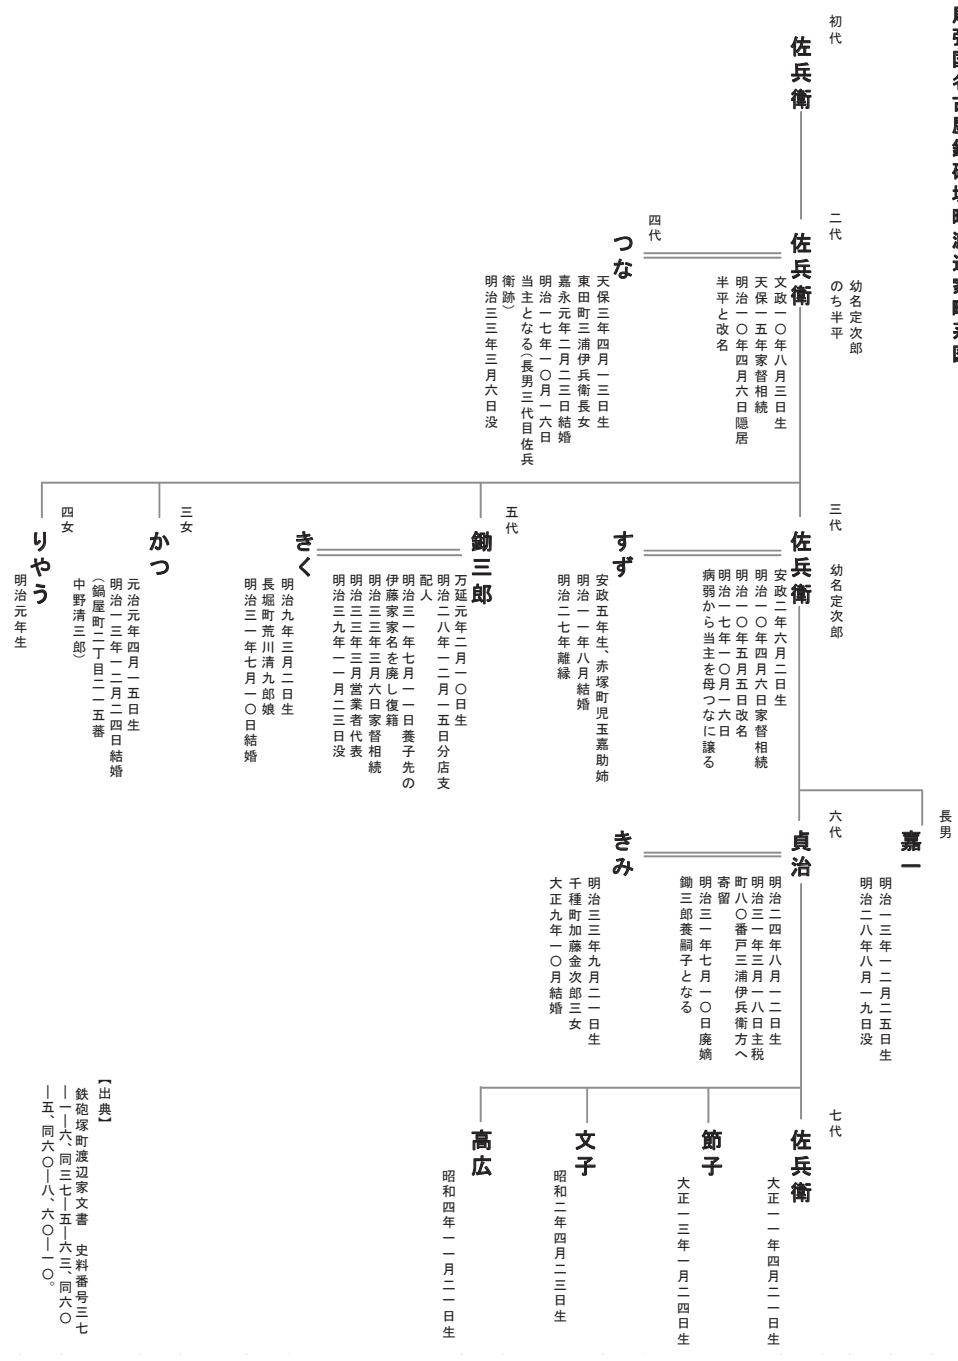 初代
佐兵衛
二代
佐兵衛
幼名定次郎
のち半平
文政一〇年八月三日生
天保一五年家督相続
明治一〇年四月六日隠居
半平と改名
四代
つな
天保三年四月一三日生
東田町三浦伊兵衛長女
嘉永元年二月二三日結婚
明治一七年一〇月一六日
当主となる(長男三代目佐兵
衛跡)
明治三三年三月六日没
三代
佐兵衛
幼名定次郎
安政二年六月二日生
明治一〇年四月六日家督相続
明治一〇年五月五日改名
明治一七年一〇月一六日
病弱から当主を母つなに譲る
すず
安政五年生、赤塚町児玉嘉助姉
明治一一年八月結婚
明治二七年離縁
五代
鋤三郎
万延元年二月一〇日生
明治二八年一二月一五日分店支
配人
明治三一年七月一一日養子先の
伊藤家家名を廃し復籍
明治三三年三月六日家督相続
明治三三年三月営業者代表
明治三九年一一月二三日没
きく
明治九年三月二日生
長堀町荒川清九郎娘
明治三一年七月一〇日結婚
三女
かつ
元治元年四月一五日生
明治一三年一二月二四日結婚
(鍋屋町二丁目二一五蕃
中野清三郎)
四女
りやう
明治元年生
長男
嘉一
明治一三年一二月二五日生
明治二八年八月一九日没
六代
貞治
明治二四年八月一二日生
明治三一年三月一八日主税
町八〇番戸三浦伊兵衛方へ
寄留
明治三一年七月一〇日廃嫡
鋤三郎養嗣子となる
きみ
明治三三年九月二一日生
千種町加藤金次郎三女
大正九年一〇月結婚
七代
佐兵衛
大正一一年四月二一日生
節子
大正一三年一月二四日生
文子
昭和二年四月二三日生
高広
昭和四年一一月二一日生
【出典】
鉄砲塚町渡辺家文書 史料番号三七
―一―六、同三七―五―六三、同六〇
―五、同六〇―八、六〇―一〇。